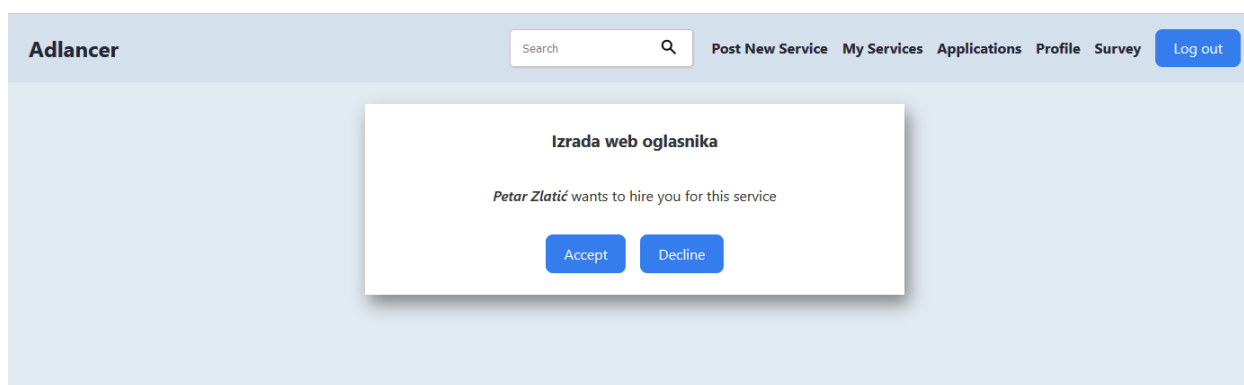 Adlancer
Search
Post New Service My Services Applications Profile Survey Log out
Izrada web oglasnika
Petar Zlatić wants to hire you for this service
Accept Decline